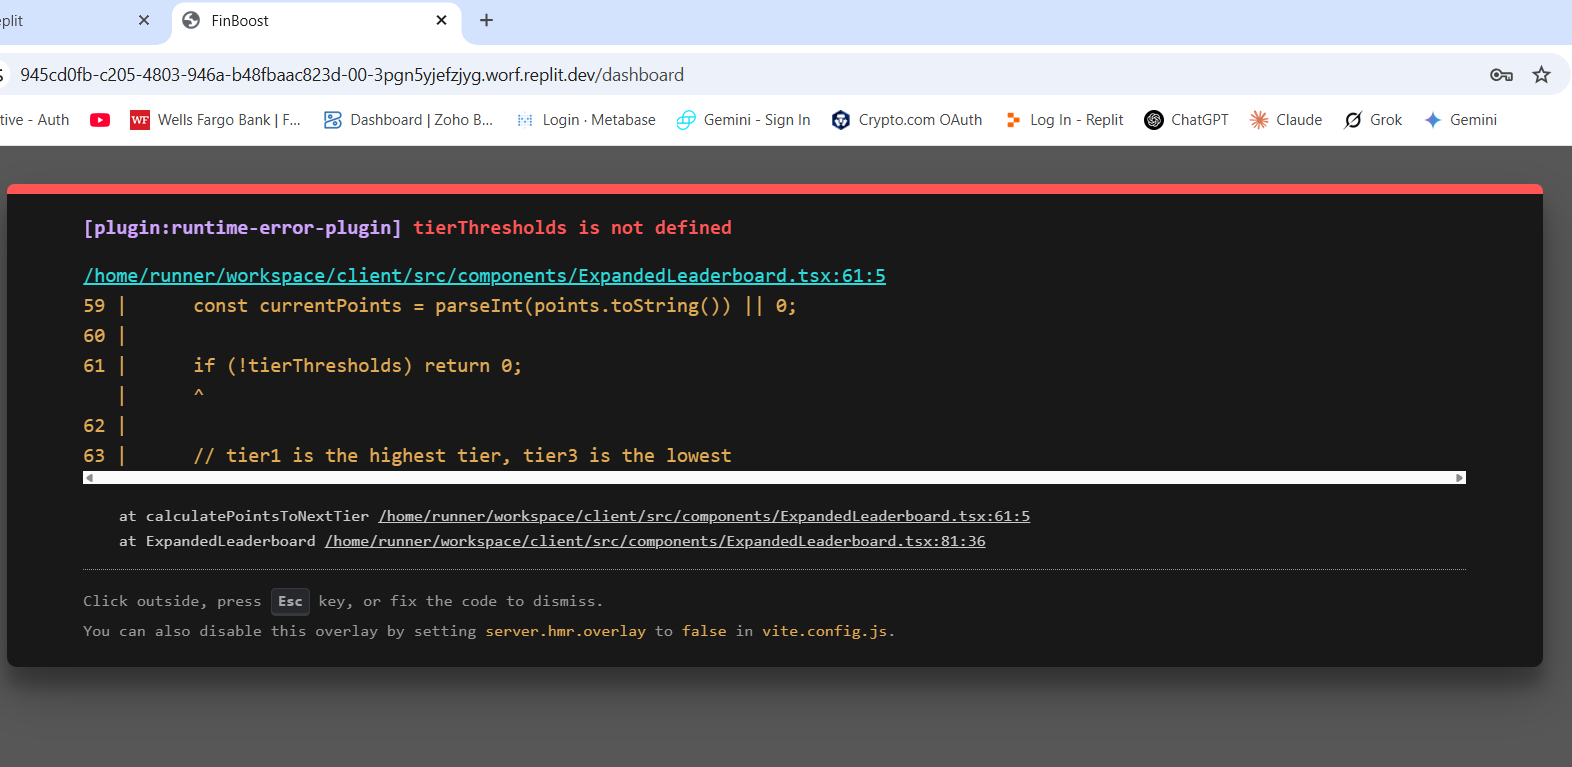 eplit
FinBoost
945cd0fb-c205-4803-946a-b48fbaac823d-00-3pgn5yjefzjyg.worf.replit.dev/dashboard
tive - Auth
WF Wells Fargo Bank | F...
Dashboard | Zoho B...
Login · Metabase
Gemini - Sign In
Crypto.com OAuth
Log In - Replit
ChatGPT
Claude
Grok
Gemini
[plugin:runtime-error-plugin] tierThresholds is not defined
/home/runner/workspace/client/src/components/ExpandedLeaderboard.tsx:61:5
59 |      const currentPoints = parseInt(points.toString()) || 0;
60 |
61 |      if (!tierThresholds) return 0;
   |      ^
62 |
63 |      // tier1 is the highest tier, tier3 is the lowest
at calculatePointsToNextTier /home/runner/workspace/client/src/components/ExpandedLeaderboard.tsx:61:5
at ExpandedLeaderboard /home/runner/workspace/client/src/components/ExpandedLeaderboard.tsx:81:36
Click outside, press Esc key, or fix the code to dismiss.
You can also disable this overlay by setting server.hmr.overlay to false in vite.config.js.